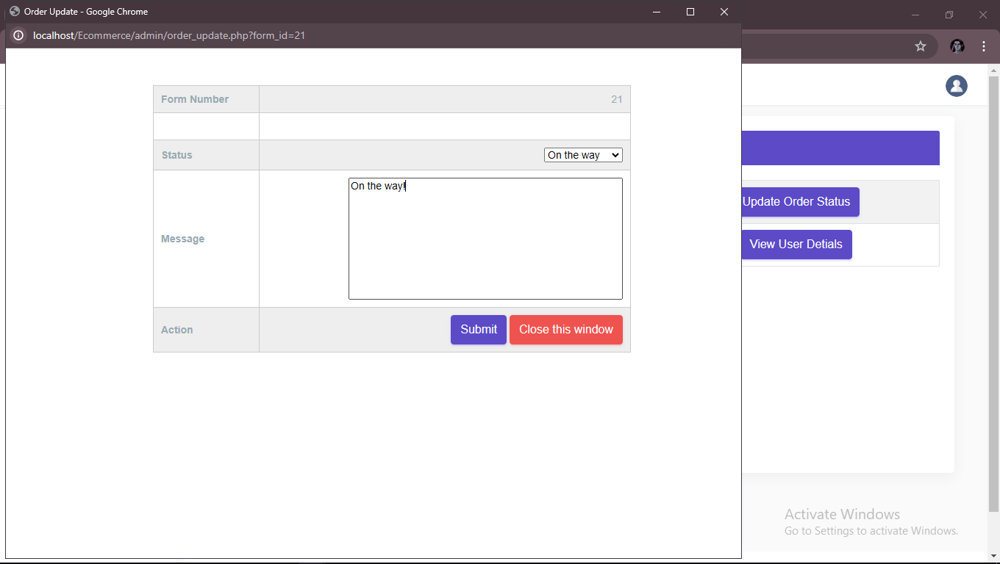 Order Update - Google Chrome
localhost/Ecommerce/admin/order_update.php?form_id=21
Form Number 21
Status On the way
Message On the way!
Action Submit Close this window
Update Order Status
View User Detials
Activate Windows
Go to Settings to activate Windows.